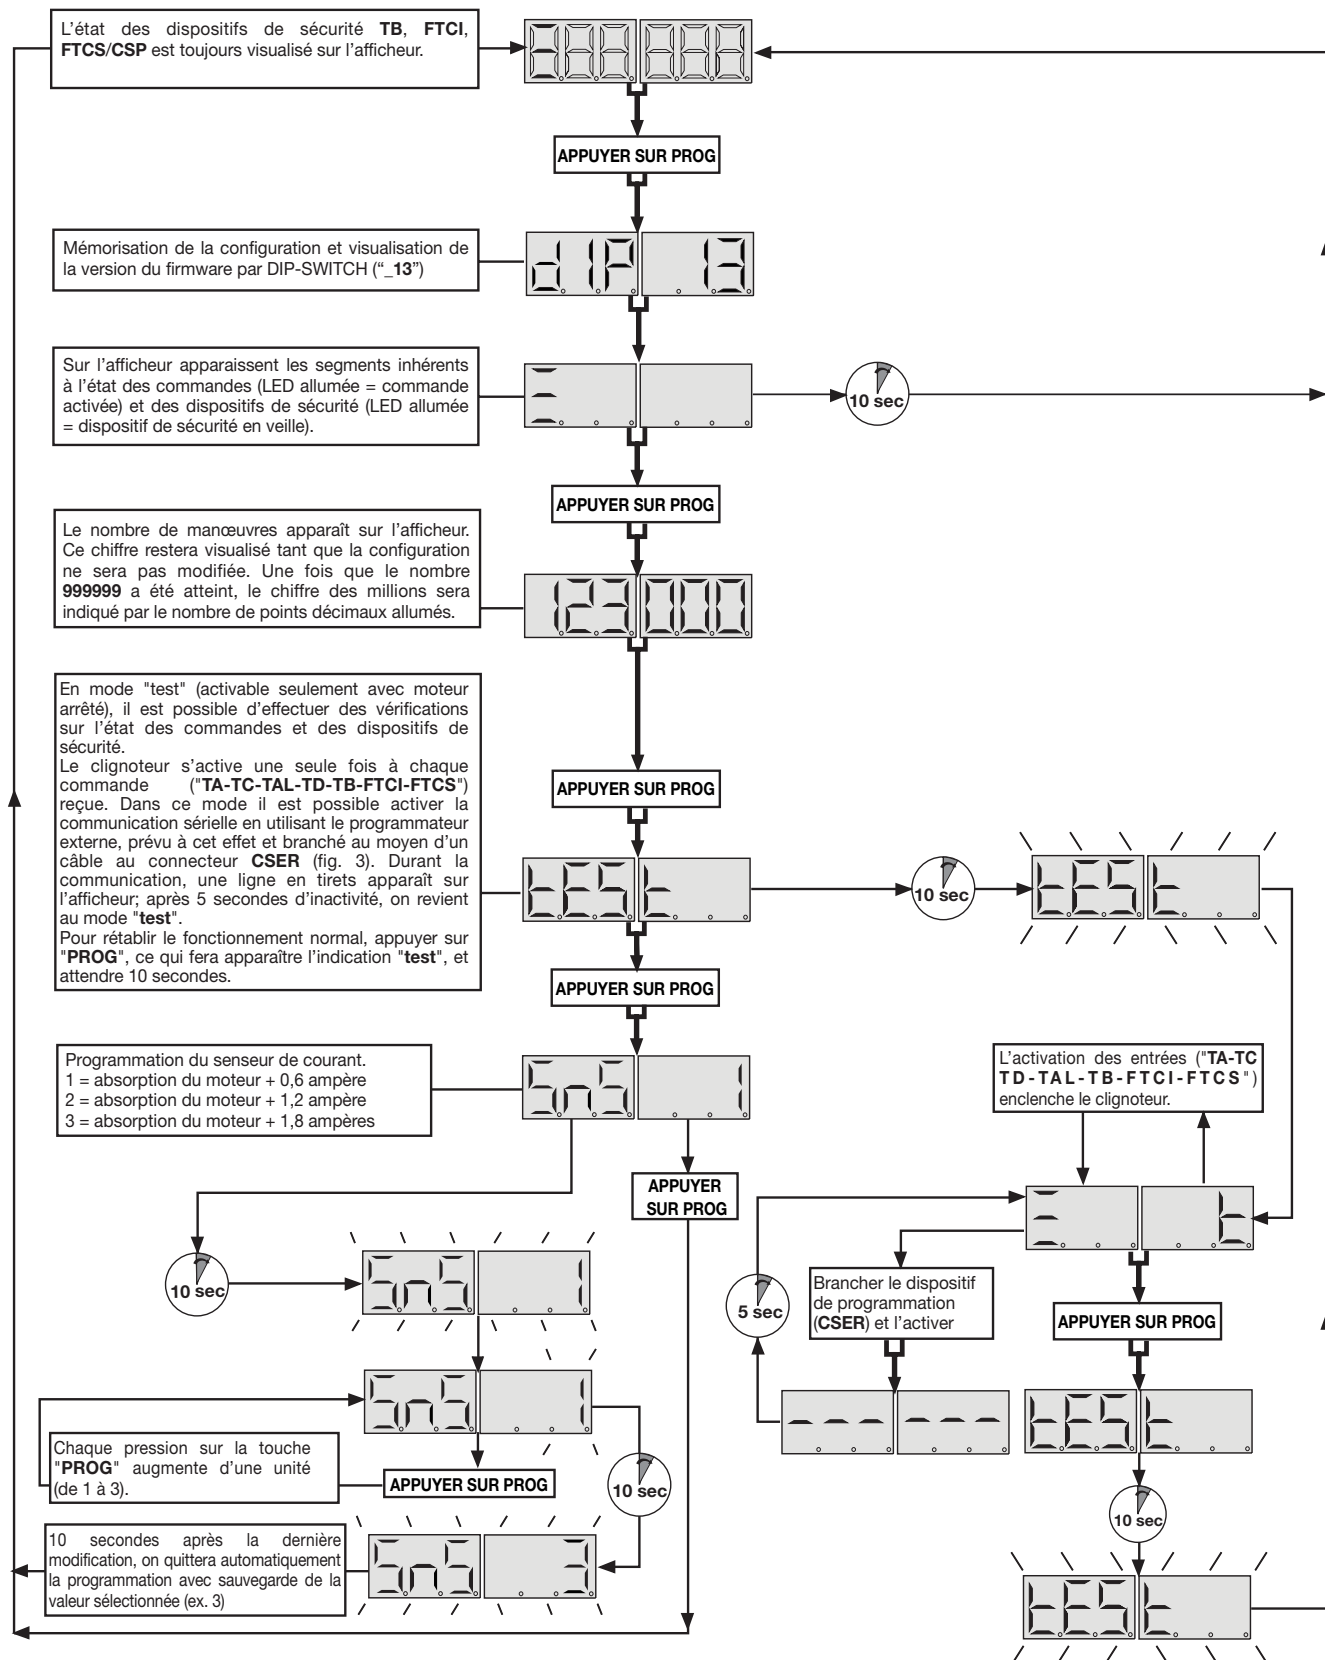 L'état des dispositifs de sécurité TB, FTCI,
FTCS/CSP est toujours visualisé sur l'afficheur.
APPUYER SUR PROG
Mémorisation de la configuration et visualisation de
la version du firmware par DIP-SWITCH ("_13")
dIP 13
Sur l'afficheur apparaissent les segments inhérents
à l'état des commandes (LED allumée = commande
activée) et des dispositifs de sécurité (LED allumée
= dispositif de sécurité en veille).
10 sec
APPUYER SUR PROG
Le nombre de manœuvres apparaît sur l'afficheur.
Ce chiffre restera visualisé tant que la configuration
ne sera pas modifiée. Une fois que le nombre
999999 a été atteint, le chiffre des millions sera
indiqué par le nombre de points décimaux allumés.
123000
En mode "test" (activable seulement avec moteur
arrêté), il est possible d'effectuer des vérifications
sur l'état des commandes et des dispositifs de
sécurité.
Le clignoteur s'active une seule fois à chaque
commande ("TA-TC-TAL-TD-TB-FTCI-FTCS")
reçue. Dans ce mode il est possible activer la
communication sérielle en utilisant le programmateur
externe, prévu à cet effet et branché au moyen d'un
câble au connecteur CSER (fig. 3). Durant la
communication, une ligne en tirets apparaît sur
l'afficheur; après 5 secondes d'inactivité, on revient
au mode "test".
Pour rétablir le fonctionnement normal, appuyer sur
"PROG", ce qui fera apparaître l'indication "test", et
attendre 10 secondes.
APPUYER SUR PROG
tESt
10 sec
tESt
APPUYER SUR PROG
Programmation du senseur de courant.
1 = absorption du moteur + 0,6 ampère
2 = absorption du moteur + 1,2 ampère
3 = absorption du moteur + 1,8 ampères
SnS 1
L'activation des entrées ("TA-TC
TD-TAL-TB-FTCI-FTCS")
enclenche le clignoteur.
APPUYER
SUR PROG
t
10 sec
SnS 1
5 sec
Brancher le dispositif
de programmation
(CSER) et l'activer
APPUYER SUR PROG
SnS 1
--- ---
tESt
Chaque pression sur la touche
"PROG" augmente d'une unité
(de 1 à 3).
APPUYER SUR PROG
10 sec
10 sec
10 secondes après la dernière
modification, on quittera automatiquement
la programmation avec sauvegarde de la
valeur sélectionnée (ex. 3)
SnS 3
tESt